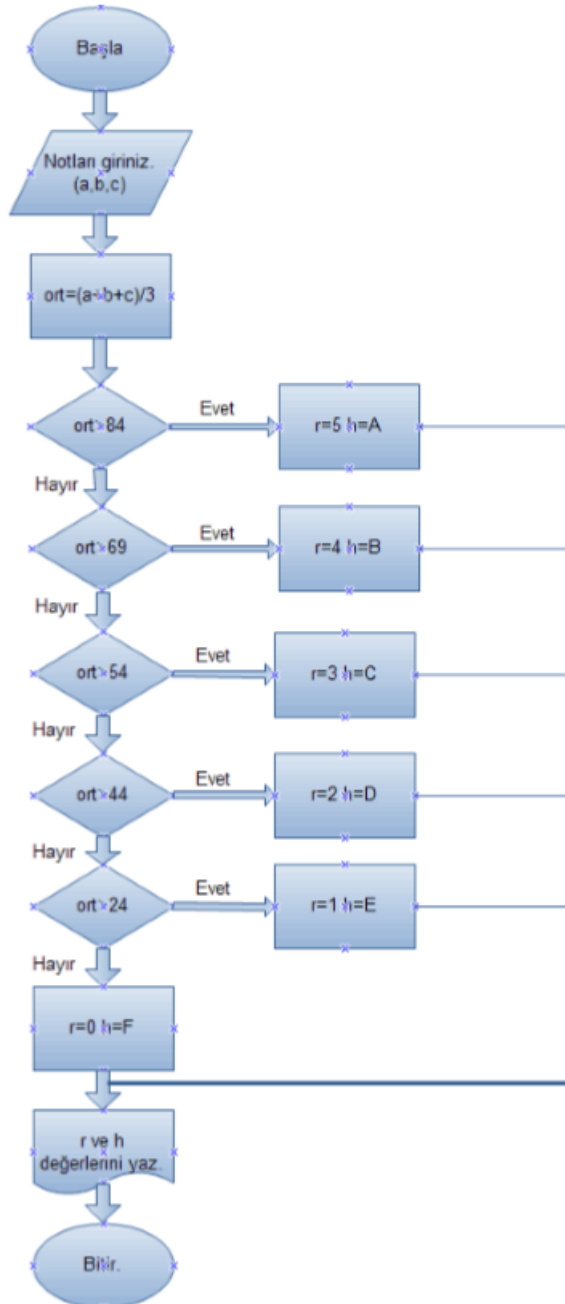 Başla
Notları giriniz.
(a,b,c)
ort=(a+b+c)/3
ort>84
Evet
r=5 h=A
Hayır
ort>69
Evet
r=4 h=B
Hayır
ort>54
Evet
r=3 h=C
Hayır
ort>44
Evet
r=2 h=D
Hayır
ort>24
Evet
r=1 h=E
Hayır
r=0 h=F
r ve h
değerlerini yaz.
Bitir.